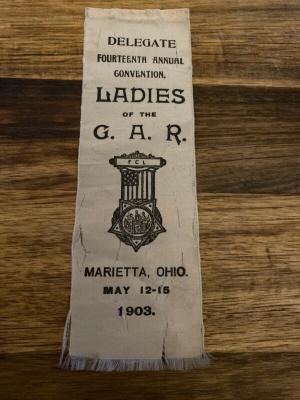 DELEGATE
FOURTEENTH ANNUAL
CONVENTION,
LADIES
OF THE
G. A. R.
F C L
MARIETTA, OHIO.
MAY 12-15
1903.